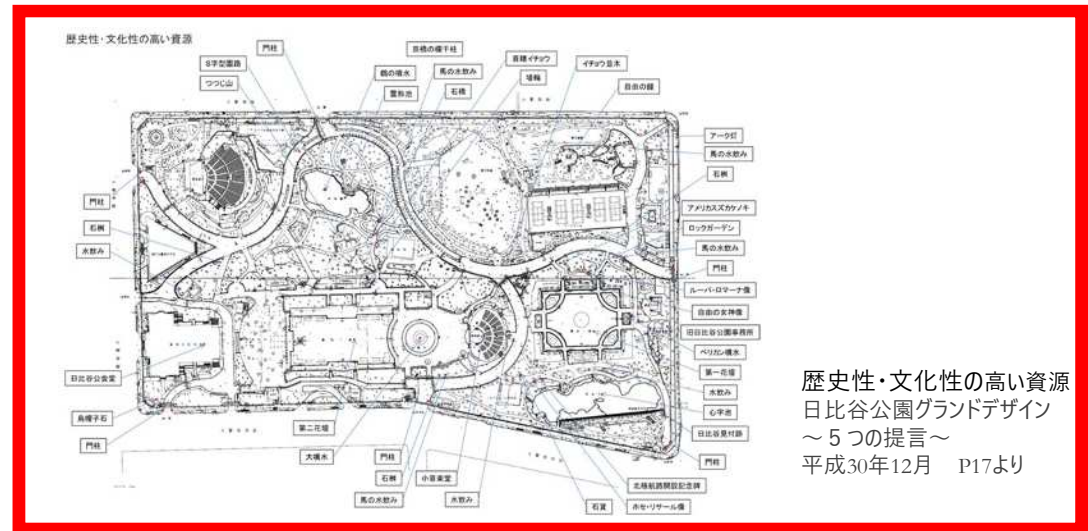 歴史性・文化性の高い資源
門柱
S字型園路
つつじ山
首橋の欄干柱
鶴の噴水
雲形池
馬の水飲み
石橋
首賭イチョウ
埴輪
イチョウ並木
自由の鐘
アーク灯
馬の水飲み
石桝
アメリカスズカケノキ
ロックガーデン
馬の水飲み
門柱
ルーパ・ロマーナ像
自由の女神像
旧日比谷公園事務所
ペリカン噴水
第一花壇
水飲み
心字池
日比谷見付跡
門柱
門柱
石桝
水飲み
日比谷公会堂
烏帽子石
門柱
第二花壇
大噴水
門柱
石桝
馬の水飲み
小音楽堂
水飲み
石貨
北極航路開設記念碑
ホセ・リサール像
歴史性・文化性の高い資源
日比谷公園グランドデザイン
～５つの提言～
平成30年12月 P17より